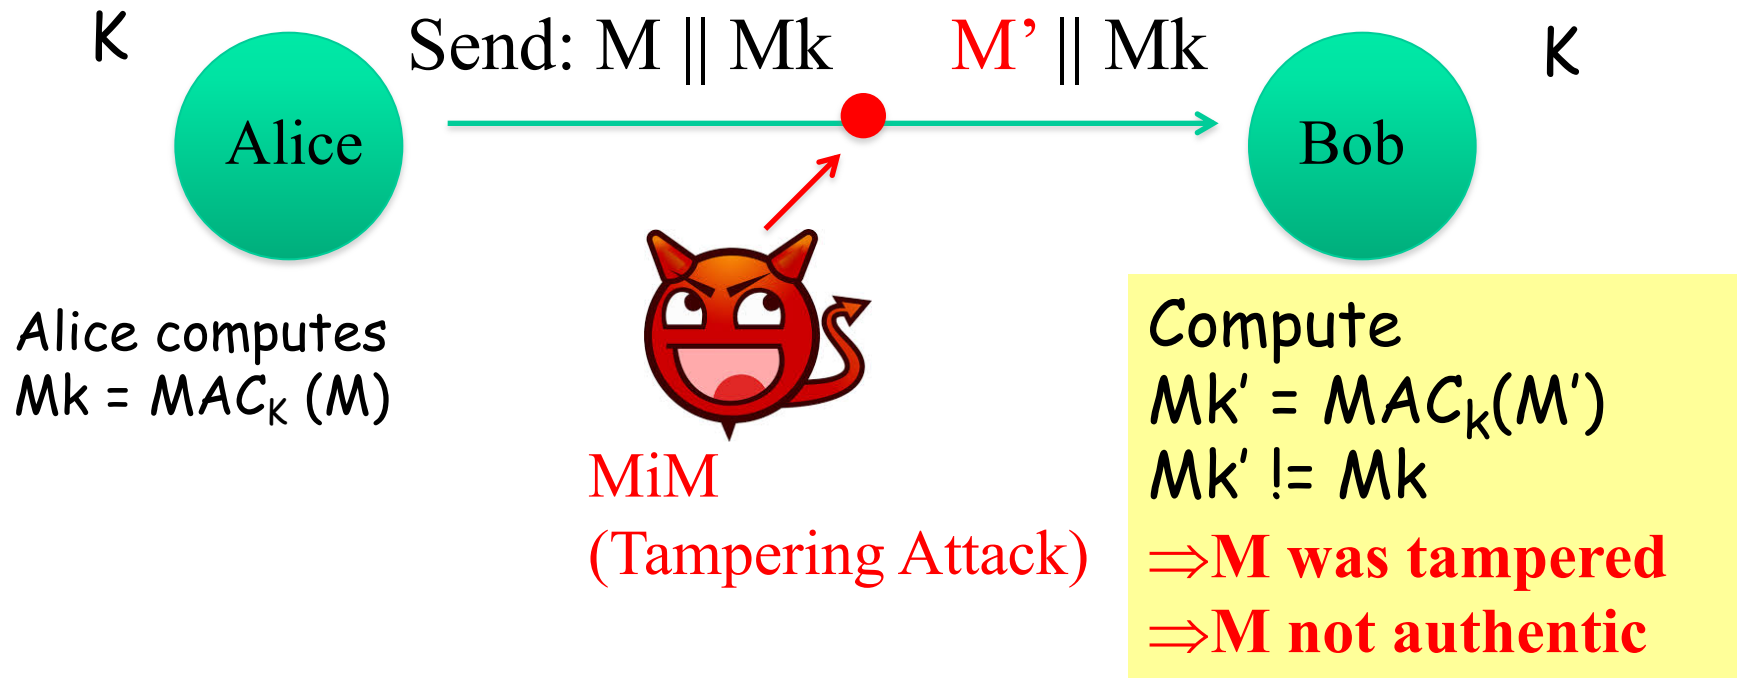 K
Send: M || Mk
M’ || Mk
K
Alice
Bob
Alice computes
Mk = MACK (M)
MiM
(Tampering Attack)
Compute
Mk’ = MACk(M’)
Mk’ != Mk
⇒M was tampered
⇒M not authentic